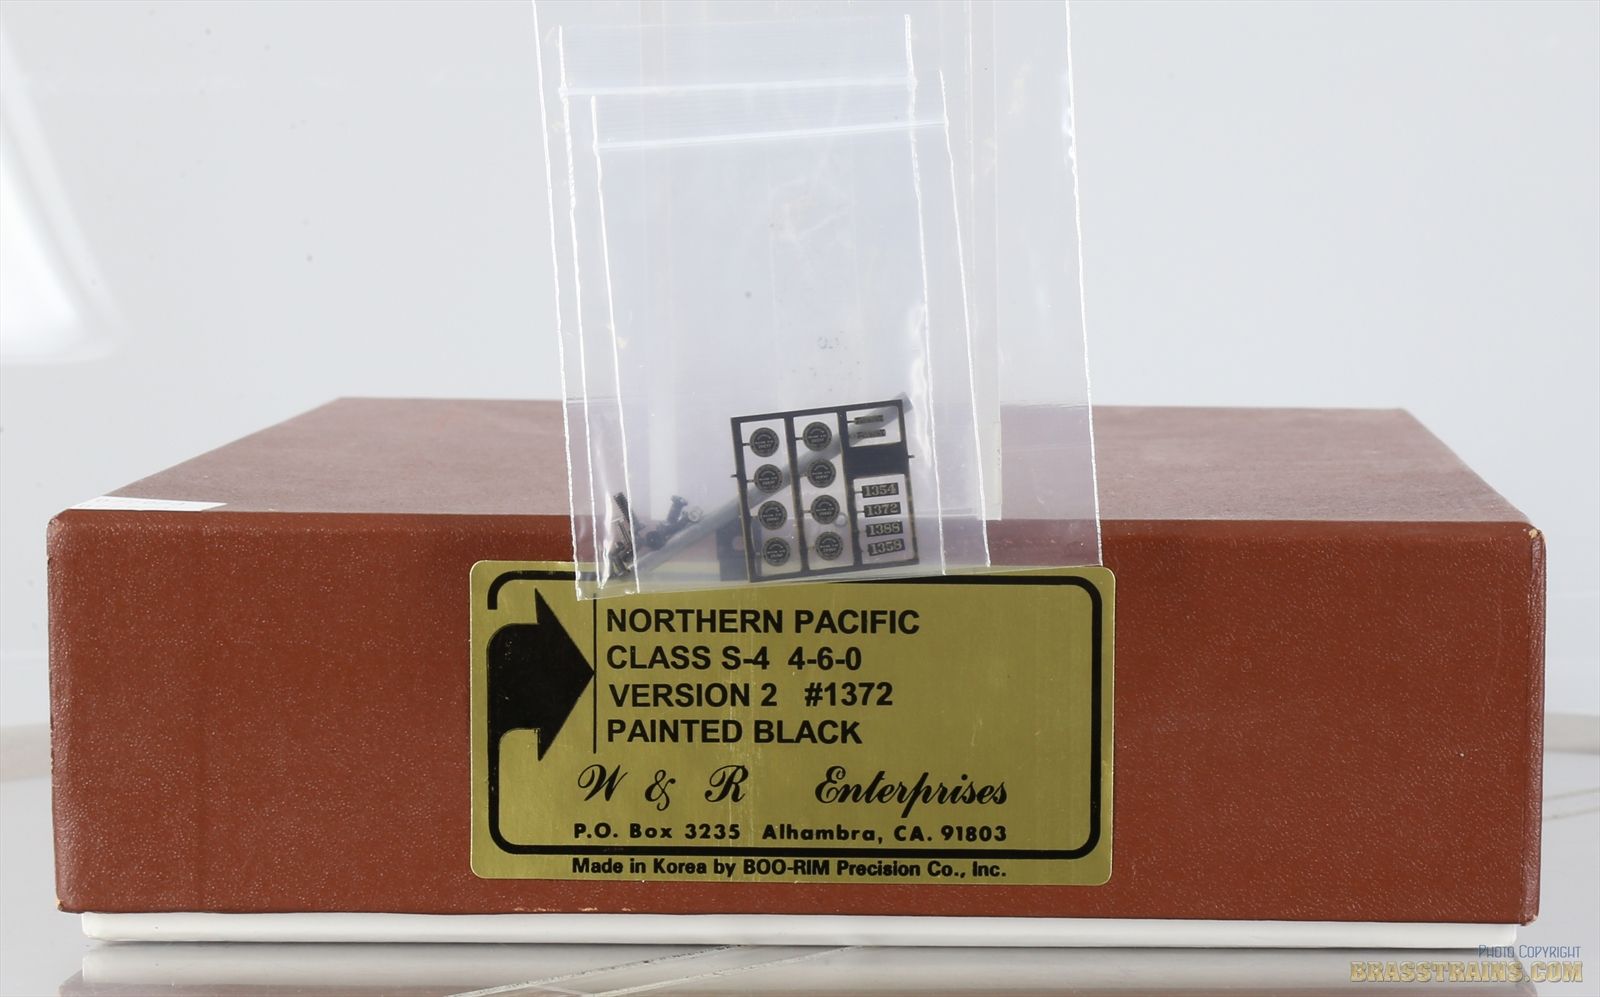 1354
1372
1388
1358
NORTHERN PACIFIC
CLASS S-4 4-6-0
VERSION 2 #1372
PAINTED BLACK
W & R Enterprises
P.O. Box 3235 Alhambra, CA. 91803
Made in Korea by BOO-RIM Precision Co., Inc.
Photo Copyright
BRASSTRAINS.COM